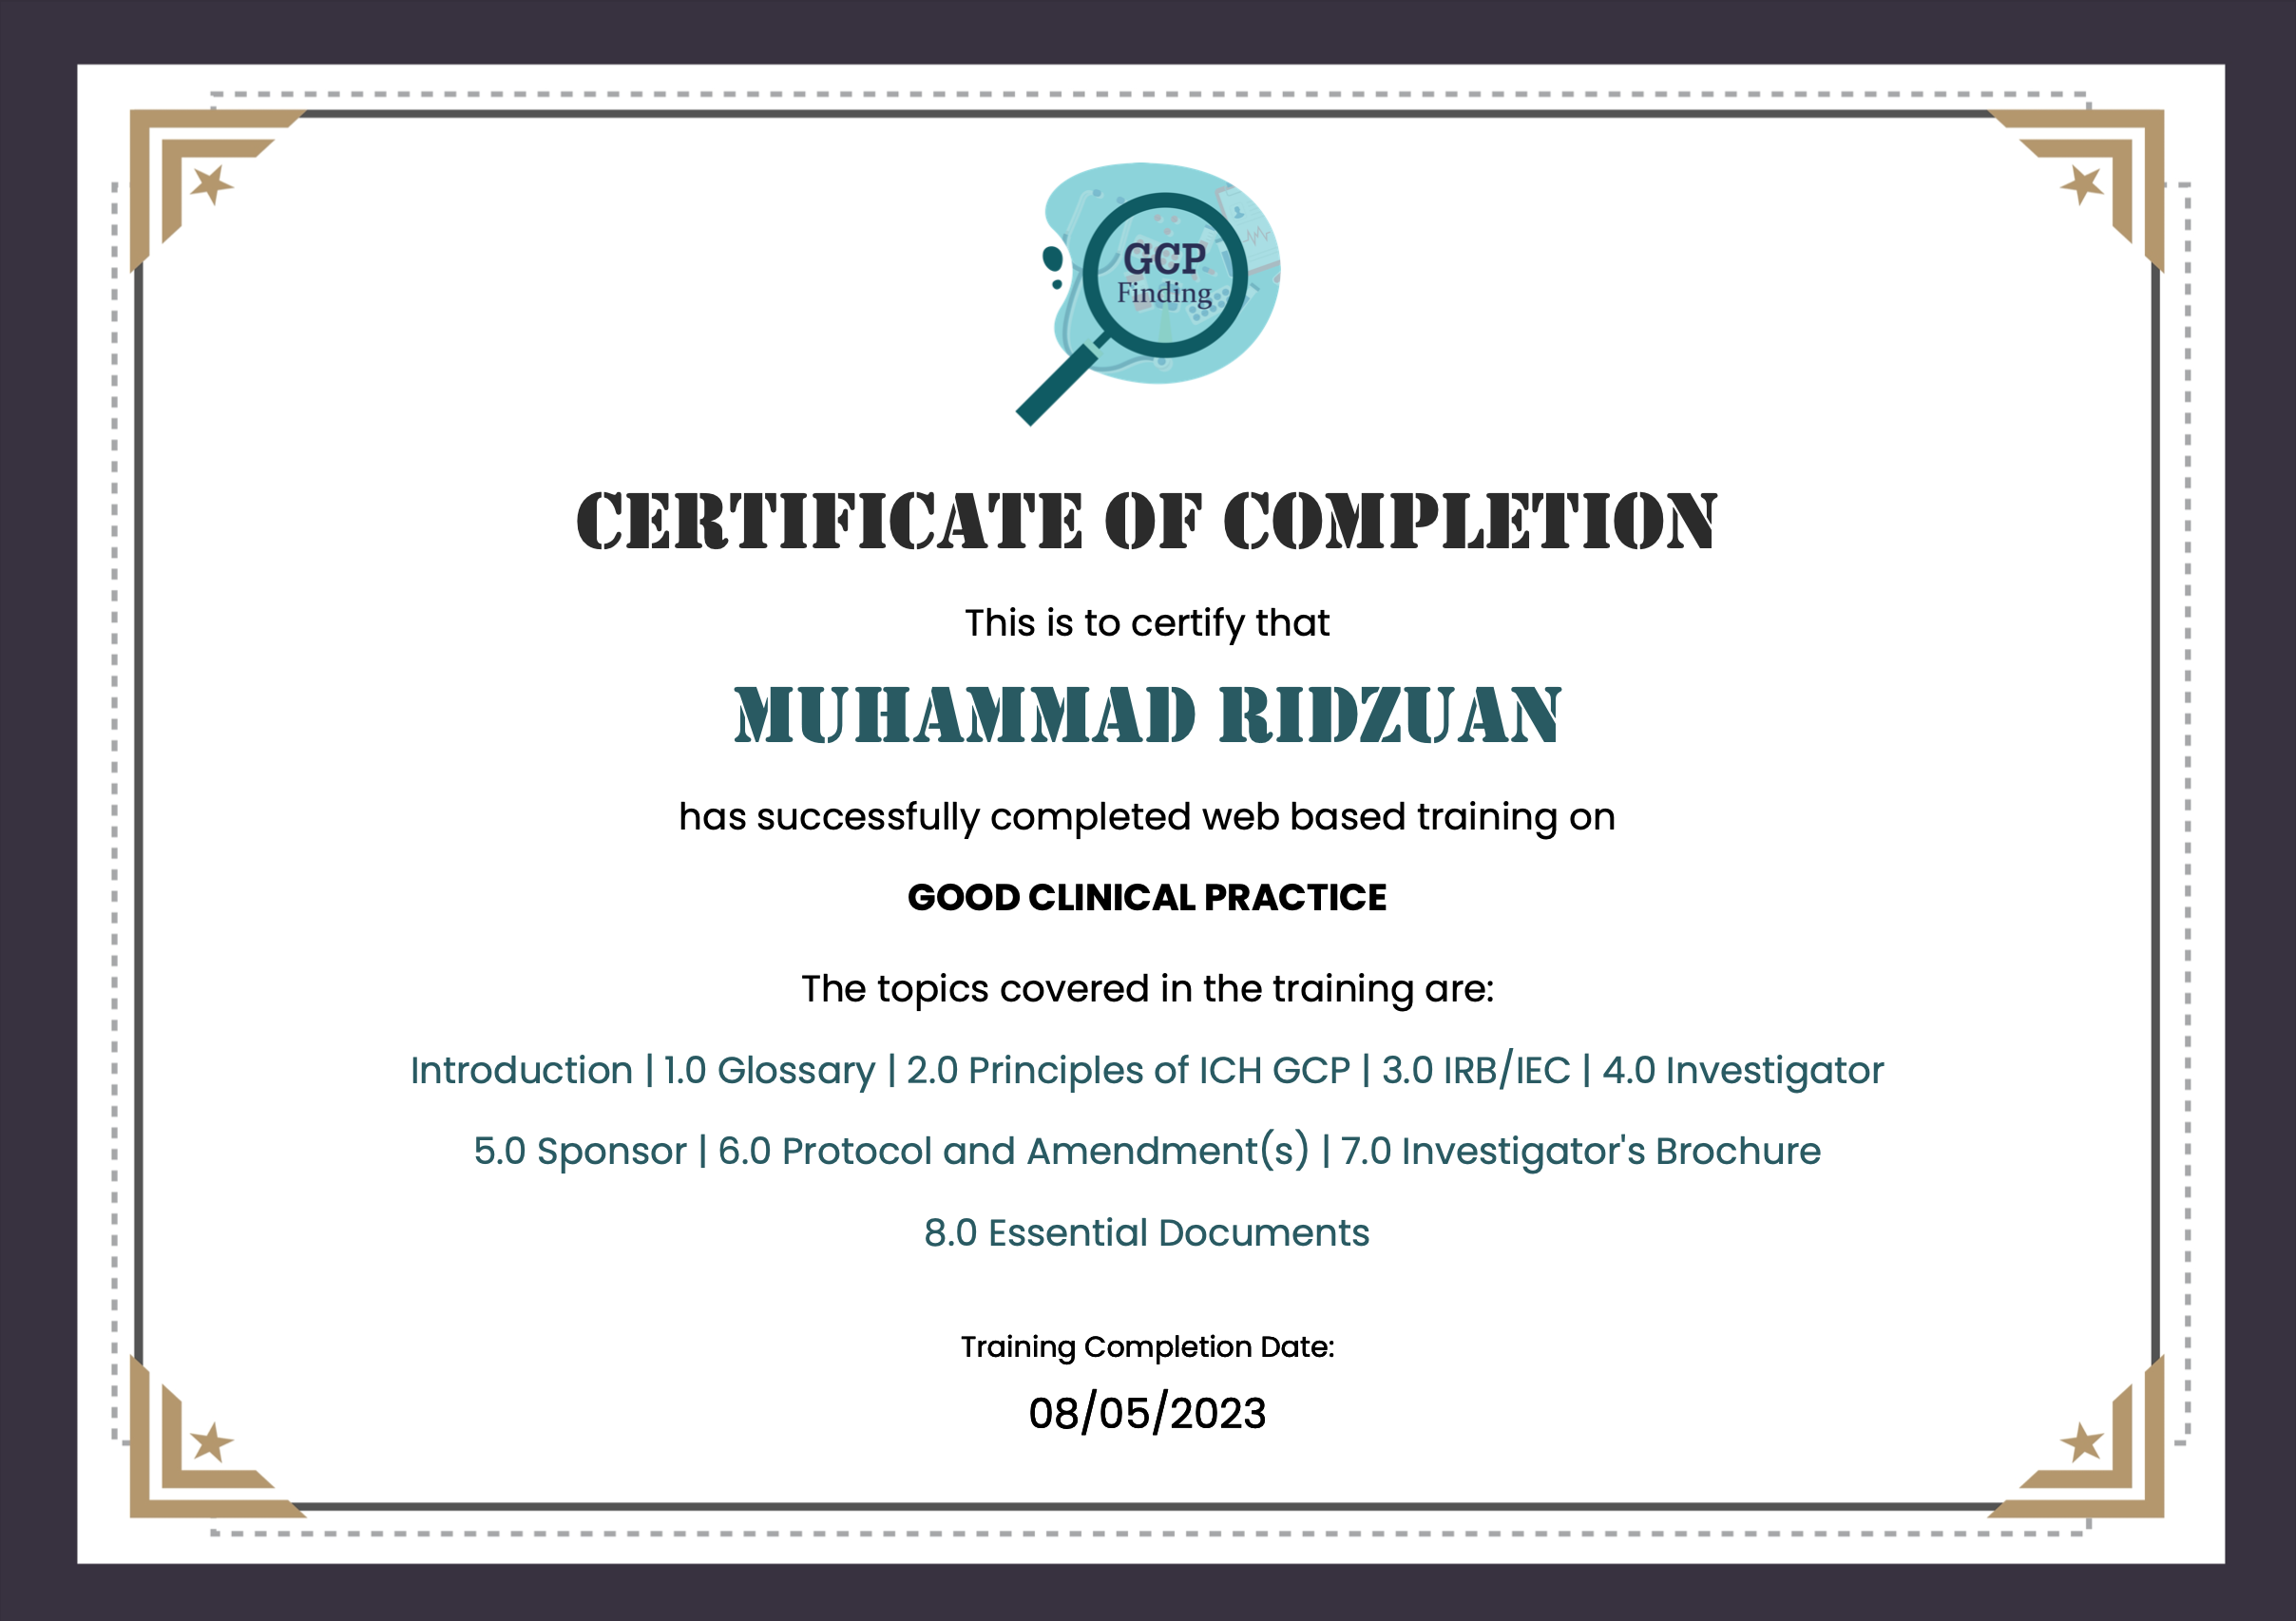 GCP
Finding
CERTIFICATE OF COMPLETION
This is to certify that
MUHAMMAD RIDZUAN
has successfully completed web based training on
GOOD CLINICAL PRACTICE
The topics covered in the training are:
Introduction | 1.0 Glossary | 2.0 Principles of ICH GCP | 3.0 IRB/IEC | 4.0 Investigator
5.0 Sponsor | 6.0 Protocol and Amendment(s) | 7.0 Investigator's Brochure
8.0 Essential Documents
Training Completion Date:
08/05/2023